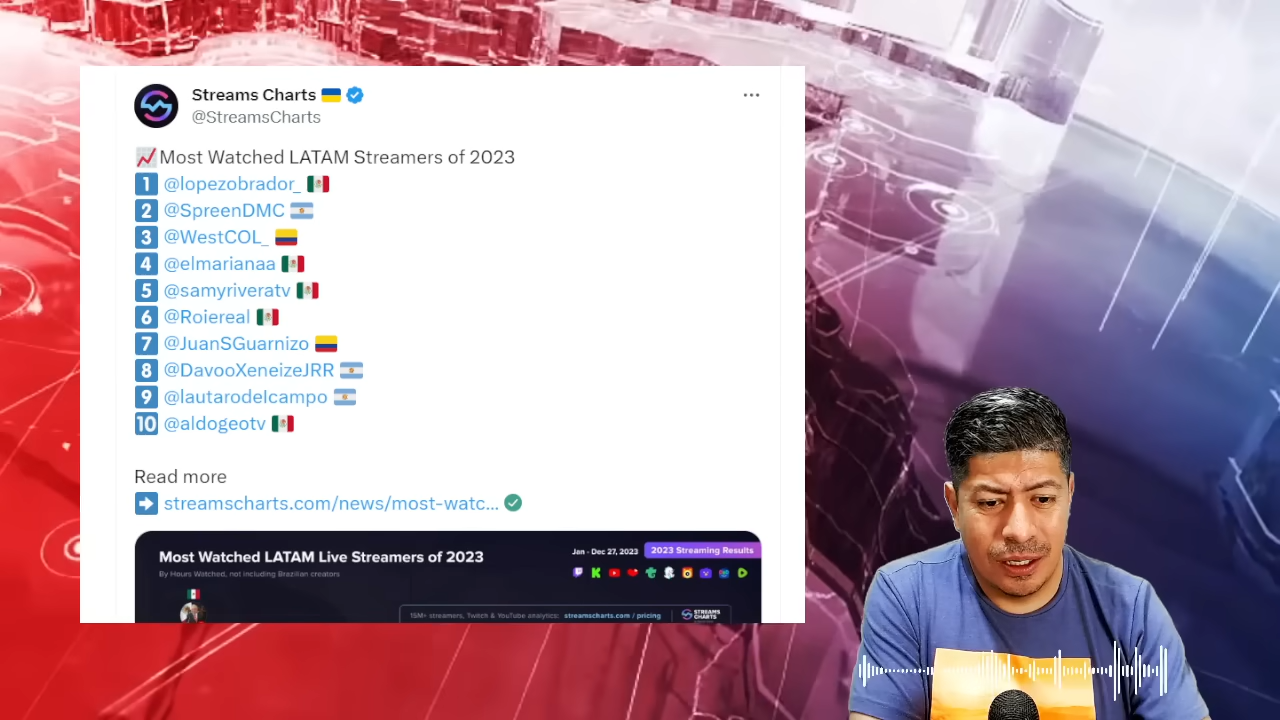 Streams Charts
@StreamsCharts
Most Watched LATAM Streamers of 2023
1 @lopezobrador_
2 @SpreenDMC
3 @WestCOL_
4 @elmarianaa
5 @samyriveratv
6 @Roiereal
7 @JuanSGuarnizo
8 @DavooXeneizeJRR
9 @lautarodelcampo
10 @aldogeotv
Read more
streamscharts.com/news/most-watc...
Most Watched LATAM Live Streamers of 2023
Jan - Dec 27, 2023
2023 Streaming Results
By Hours Watched, not including Brazilian creators
15M+ streamers, Twitch & YouTube analytics: streamscharts.com / pricing
STREAMS
CHARTS